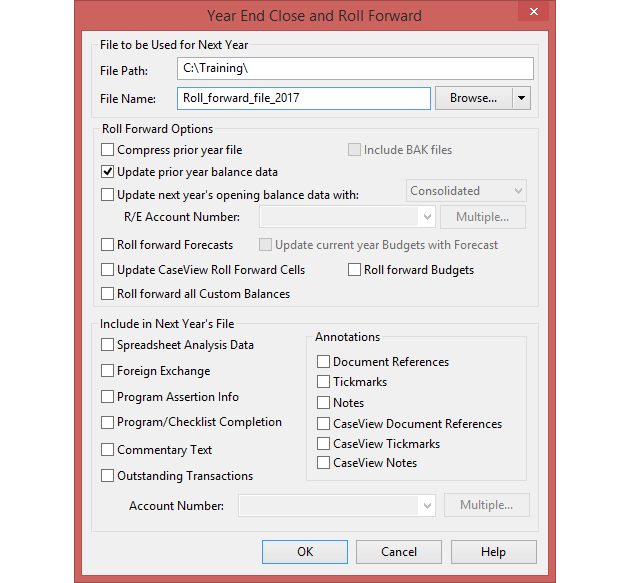 Year End Close and Roll Forward
File to be Used for Next Year
File Path: C:\Training\
File Name: Roll_forward_file_2017 Browse...
Roll Forward Options
Compress prior year file Include BAK files
Update prior year balance data
Update next year's opening balance data with: Consolidated
R/E Account Number: Multiple...
Roll forward Forecasts Update current year Budgets with Forecast
Update CaseView Roll Forward Cells Roll forward Budgets
Roll forward all Custom Balances
Include in Next Year's File
Spreadsheet Analysis Data
Foreign Exchange
Program Assertion Info
Program/Checklist Completion
Commentary Text
Outstanding Transactions
Annotations
Document References
Tickmarks
Notes
CaseView Document References
CaseView Tickmarks
CaseView Notes
Account Number: Multiple...
OK Cancel Help